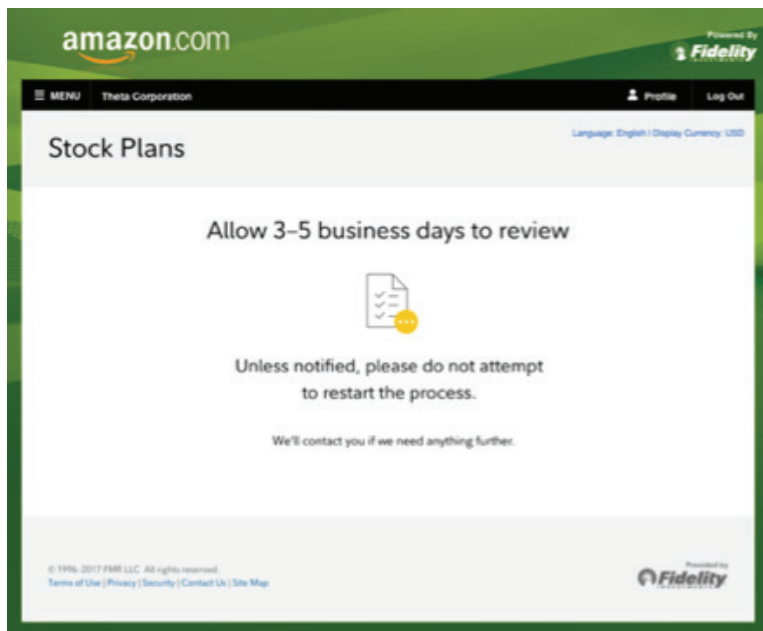 amazon.com
Powered By
Fidelity
INVESTMENTS
MENU Theta Corporation Profile Log Out
Stock Plans
Language: English | Display Currency: USD
Allow 3–5 business days to review
Unless notified, please do not attempt
to restart the process.
We'll contact you if we need anything further.
© 1996-2017 FMR LLC All rights reserved.
Terms of Use | Privacy | Security | Contact Us | Site Map
Provided by
Fidelity
INVESTMENTS